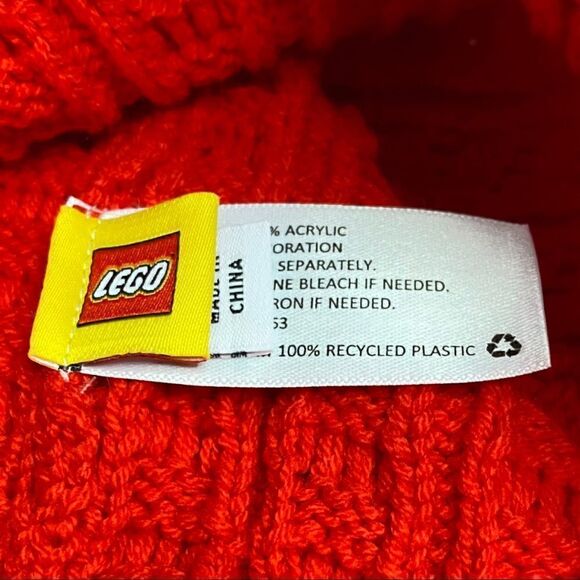 LEGO
MADE IN
CHINA
% ACRYLIC
ORATION
SEPARATELY.
NE BLEACH IF NEEDED.
RON IF NEEDED.
53
100% RECYCLED PLASTIC